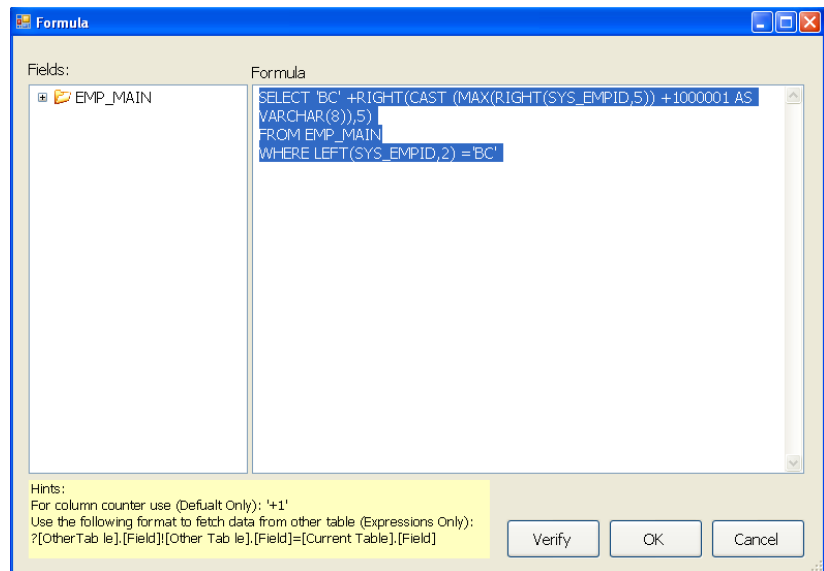 Formula
Fields:
Formula
EMP_MAIN
SELECT 'BC' +RIGHT(CAST (MAX(RIGHT(SYS_EMPID,5)) +1000001 AS
VARCHAR(8)),5)
FROM EMP_MAIN
WHERE LEFT(SYS_EMPID,2) ='BC'
Hints:
For column counter use (Defualt Only): '+1'
Use the following format to fetch data from other table (Expressions Only):
?[OtherTab le].[Field]![Other Tab le].[Field]=[Current Table].[Field]
Verify
OK
Cancel